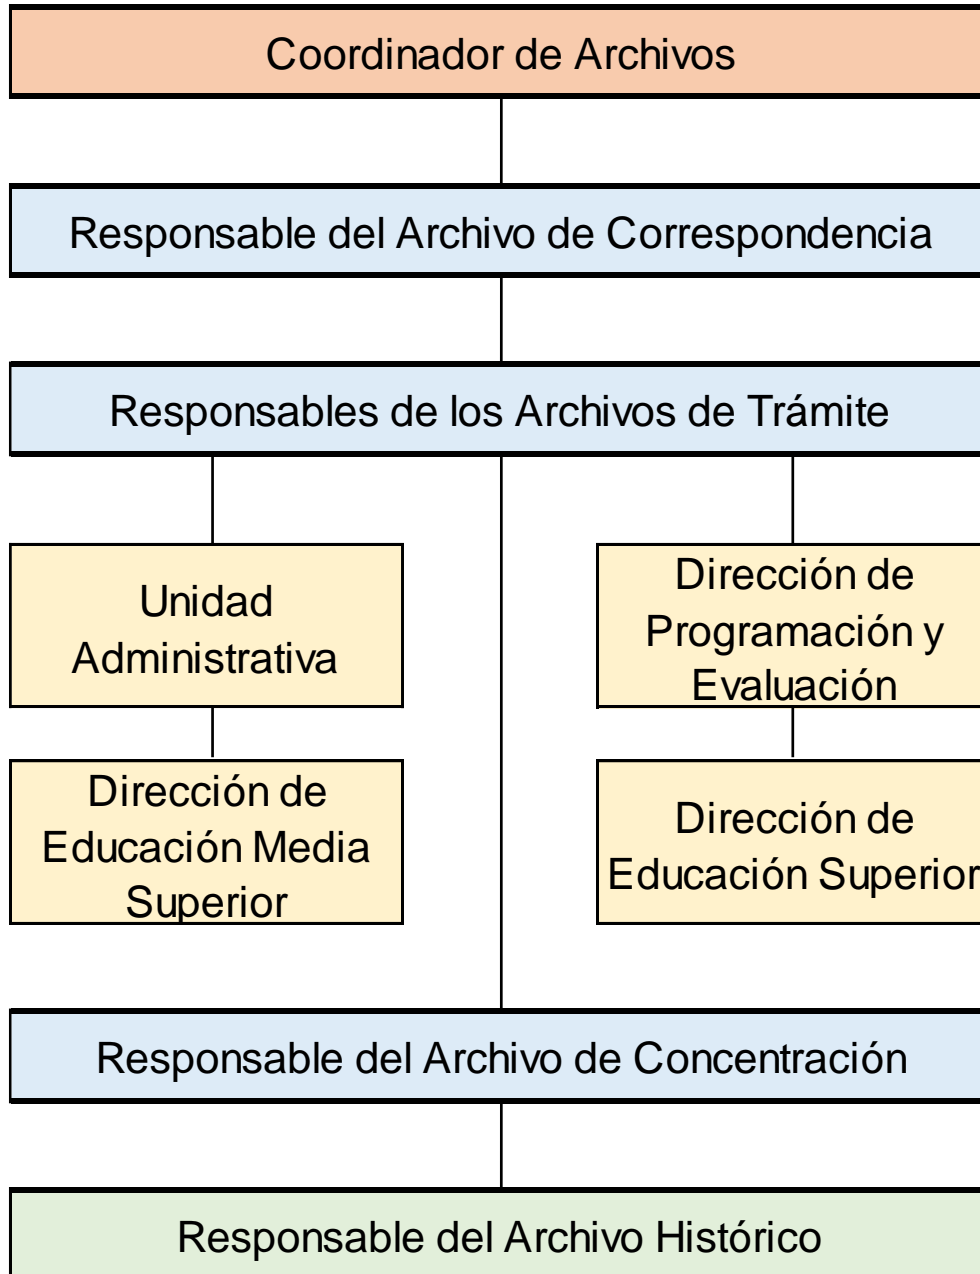 Coordinador de Archivos
Responsable del Archivo de Correspondencia
Responsables de los Archivos de Trámite
Unidad
Administrativa
Dirección de
Programación y
Evaluación
Dirección de
Educación Media
Superior
Dirección de
Educación Superior
Responsable del Archivo de Concentración
Responsable del Archivo Histórico